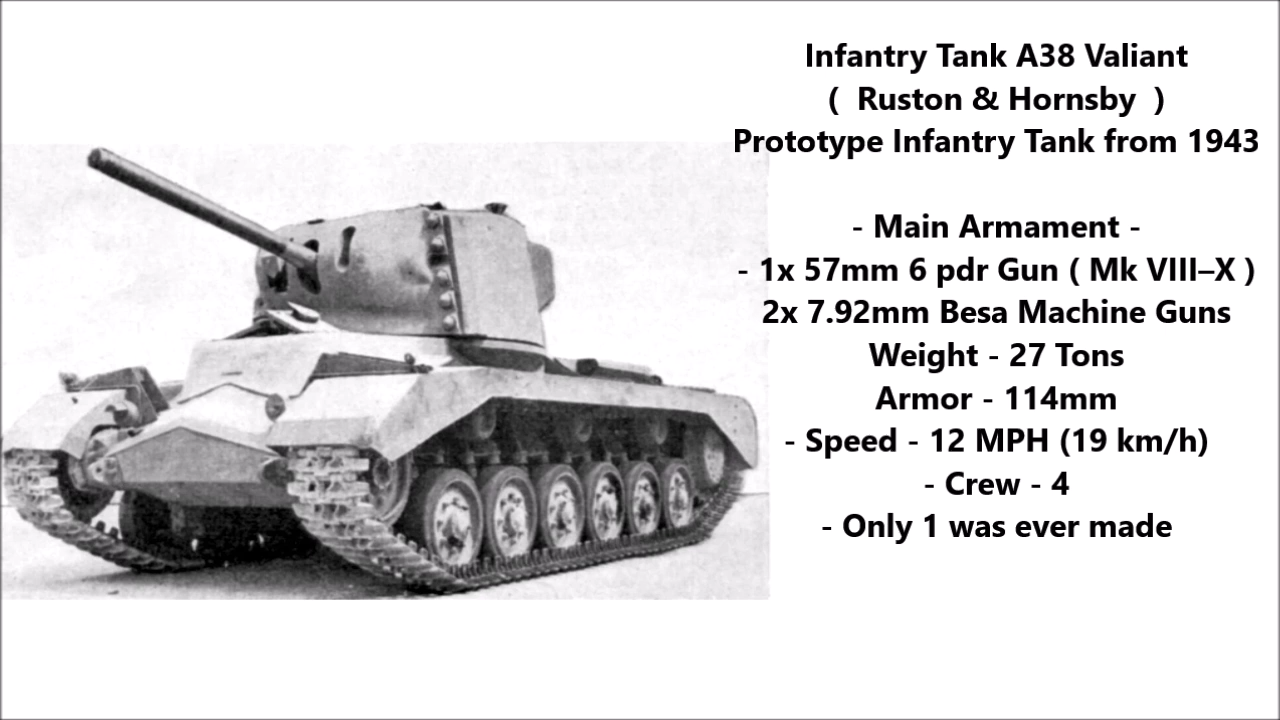 Infantry Tank A38 Valiant
( Ruston & Hornsby )
Prototype Infantry Tank from 1943
- Main Armament -
- 1x 57mm 6 pdr Gun ( Mk VIII–X )
2x 7.92mm Besa Machine Guns
Weight - 27 Tons
Armor - 114mm
- Speed - 12 MPH (19 km/h)
- Crew - 4
- Only 1 was ever made